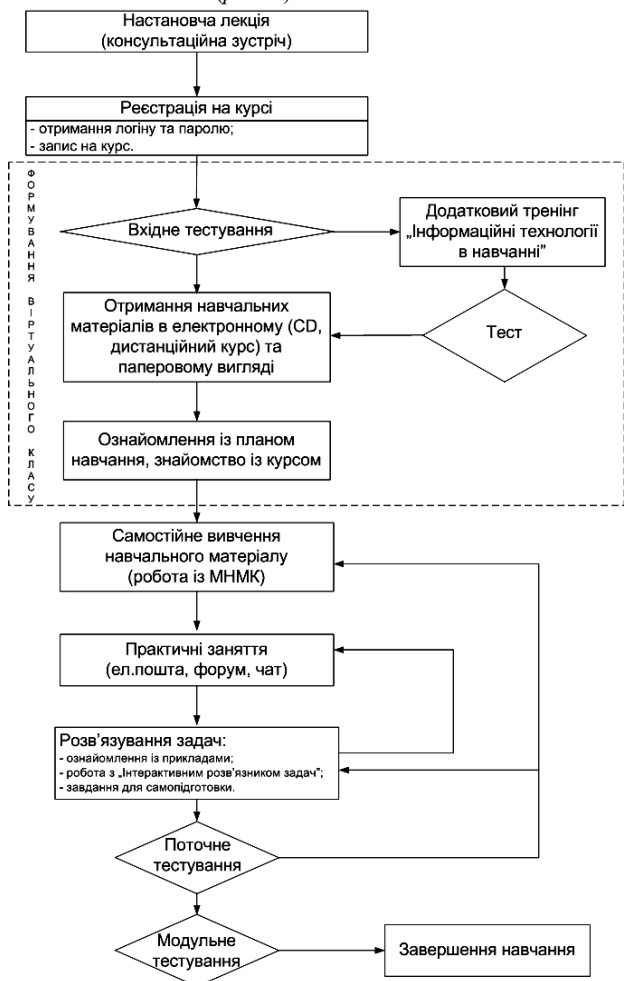 Настановча лекція
(консультаційна зустріч)
Реєстрація на курсі
- отримання логіну та паролю;
- запис на курс.
ФОРМУВАННЯ ВІРТУАЛЬНОГО КЛАСУ
Вхідне тестування
Додатковий тренінг
„Інформаційні технології
в навчанні”
Отримання навчальних
матеріалів в електронному (CD,
дистанційний курс) та
паперовому вигляді
Тест
Ознайомлення із планом
навчання, знайомство із курсом
Самостійне вивчення
навчального матеріалу
(робота із МНМК)
Практичні заняття
(ел.пошта, форум, чат)
Розв’язування задач:
- ознайомлення із прикладами;
- робота з „Інтерактивним розв’язником задач”;
- завдання для самопідготовки.
Поточне
тестування
Модульне
тестування
Завершення навчання